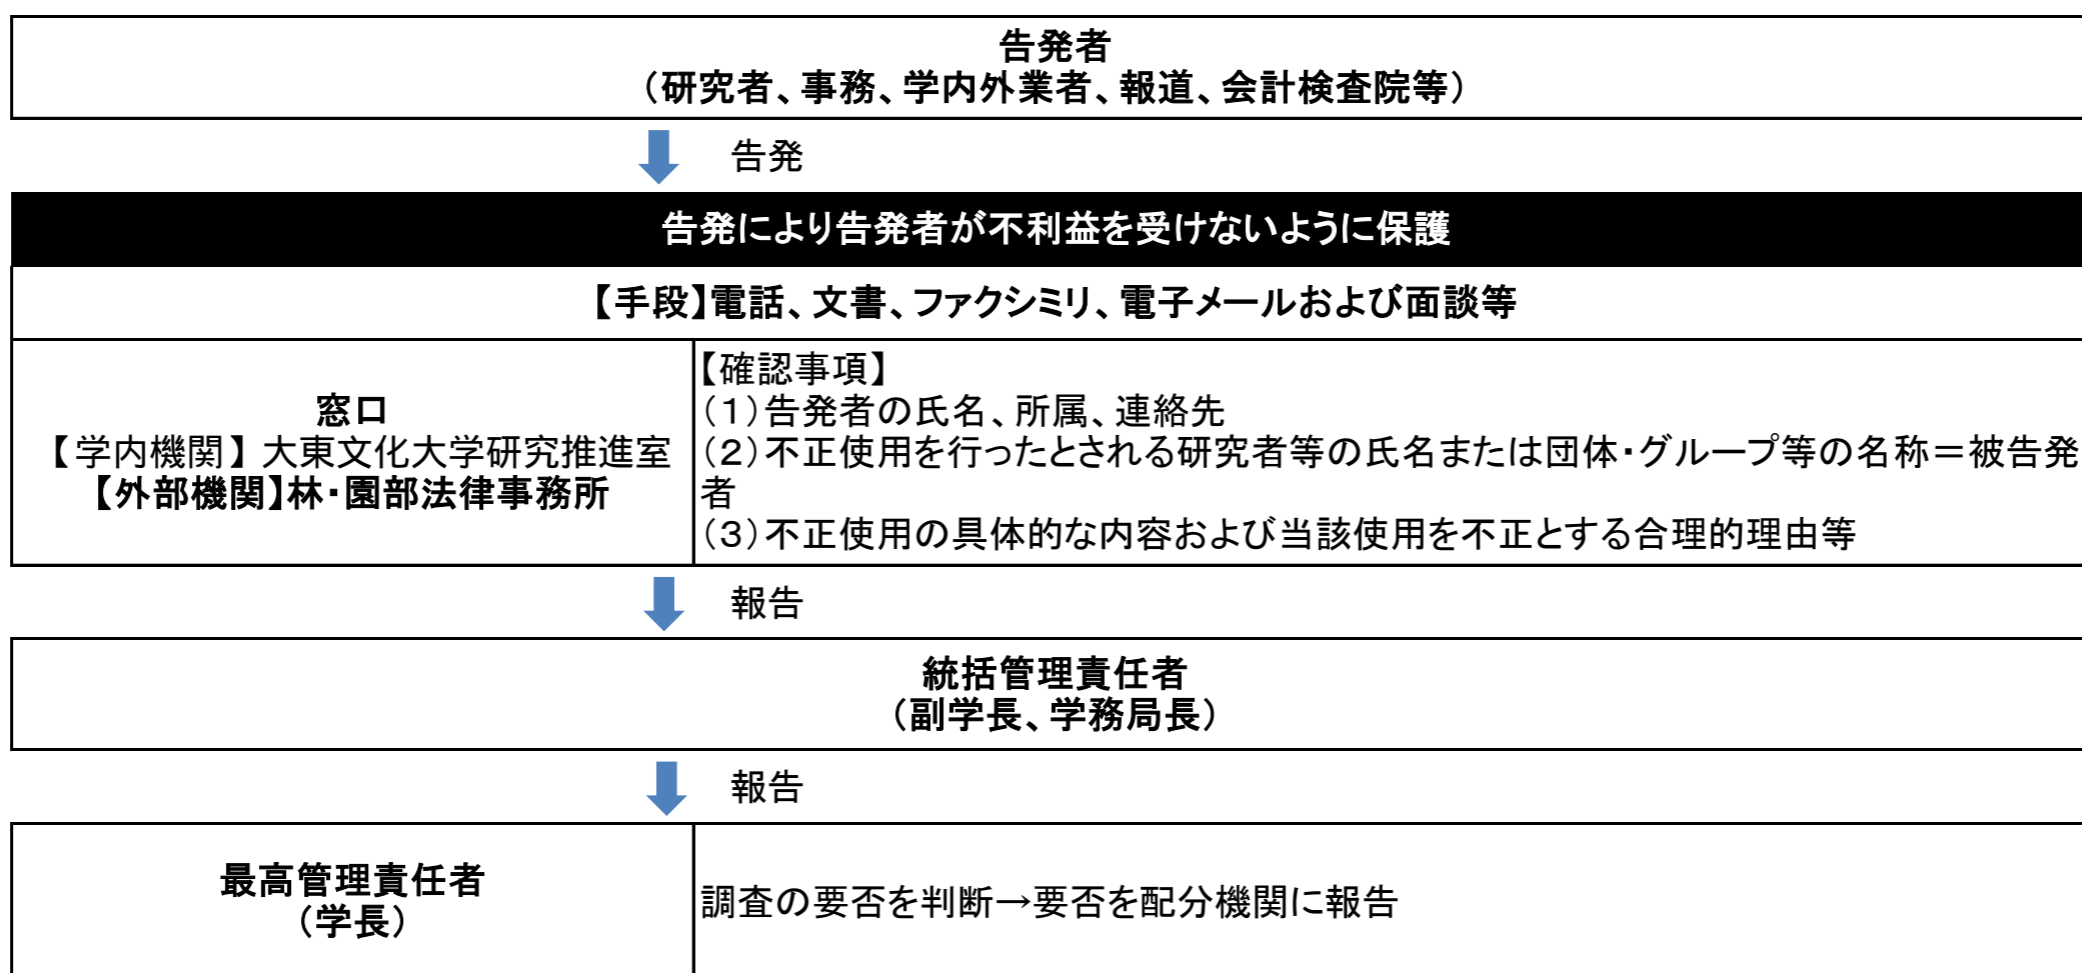 告発者
（研究者、事務、学内外業者、報道、会計検査院等）
告発
告発により告発者が不利益を受けないように保護
【手段】電話、文書、ファクシミリ、電子メールおよび面談等
窓口
【学内機関】大東文化大学研究推進室
【外部機関】林・園部法律事務所
【確認事項】
（１）告発者の氏名、所属、連絡先
（２）不正使用を行ったとされる研究者等の氏名または団体・グループ等の名称＝被告発
者
（３）不正使用の具体的な内容および当該使用を不正とする合理的理由等
報告
統括管理責任者
（副学長、学務局長）
報告
最高管理責任者
（学長）
調査の要否を判断→要否を配分機関に報告